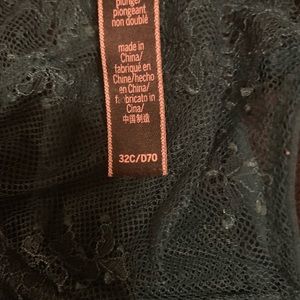 plunge/
plongeant
non doublé
made in
China/
fabriqué en
Chine/hecho
en China/
fabbricato in
Cina/
中国制造
32C/D70